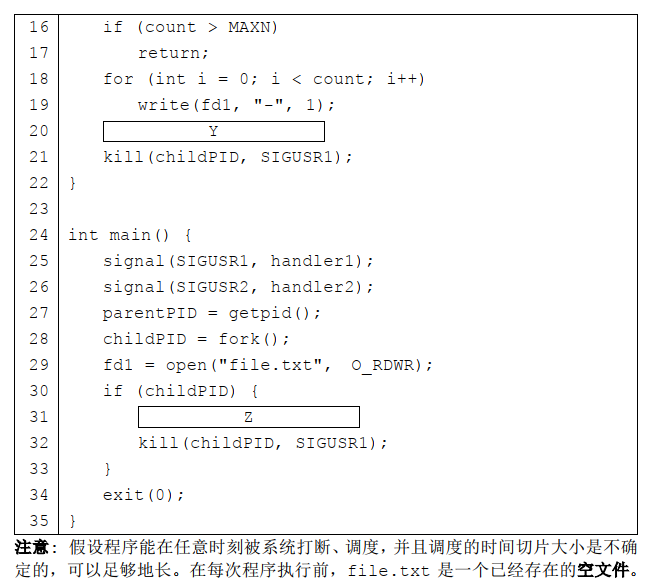 16 if (count > MAXN)
17 return;
18 for (int i = 0; i < count; i++)
19 write(fd1, "-", 1);
20 Y
21 kill(childPID, SIGUSR1);
22 }
23
24 int main() {
25 signal(SIGUSR1, handler1);
26 signal(SIGUSR2, handler2);
27 parentPID = getpid();
28 childPID = fork();
29 fd1 = open("file.txt", O_RDWR);
30 if (childPID) {
31 Z
32 kill(childPID, SIGUSR1);
33 }
34 exit(0);
35 }
注意: 假设程序能在任意时刻被系统打断、调度,并且调度的时间切片大小是不确
定的,可以足够地长。在每次程序执行前,file.txt 是一个已经存在的空文件。